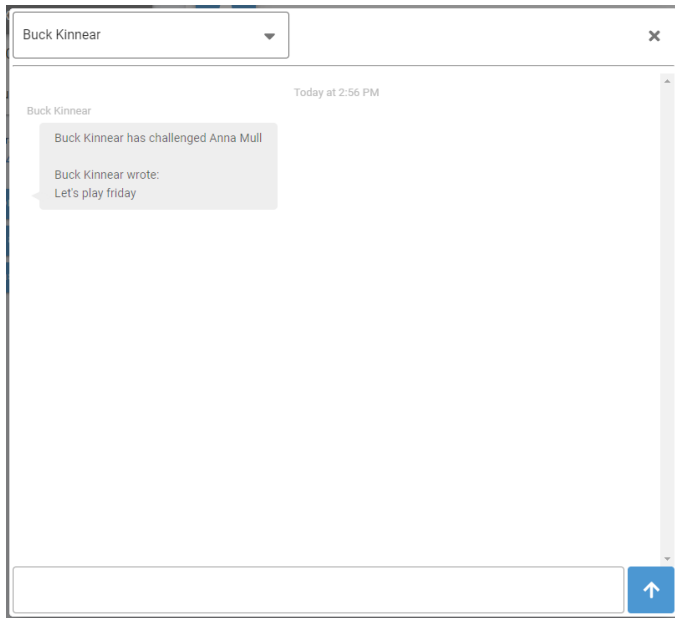 Buck Kinnear
Today at 2:56 PM
Buck Kinnear
Buck Kinnear has challenged Anna Mull
Buck Kinnear wrote:
Let's play friday